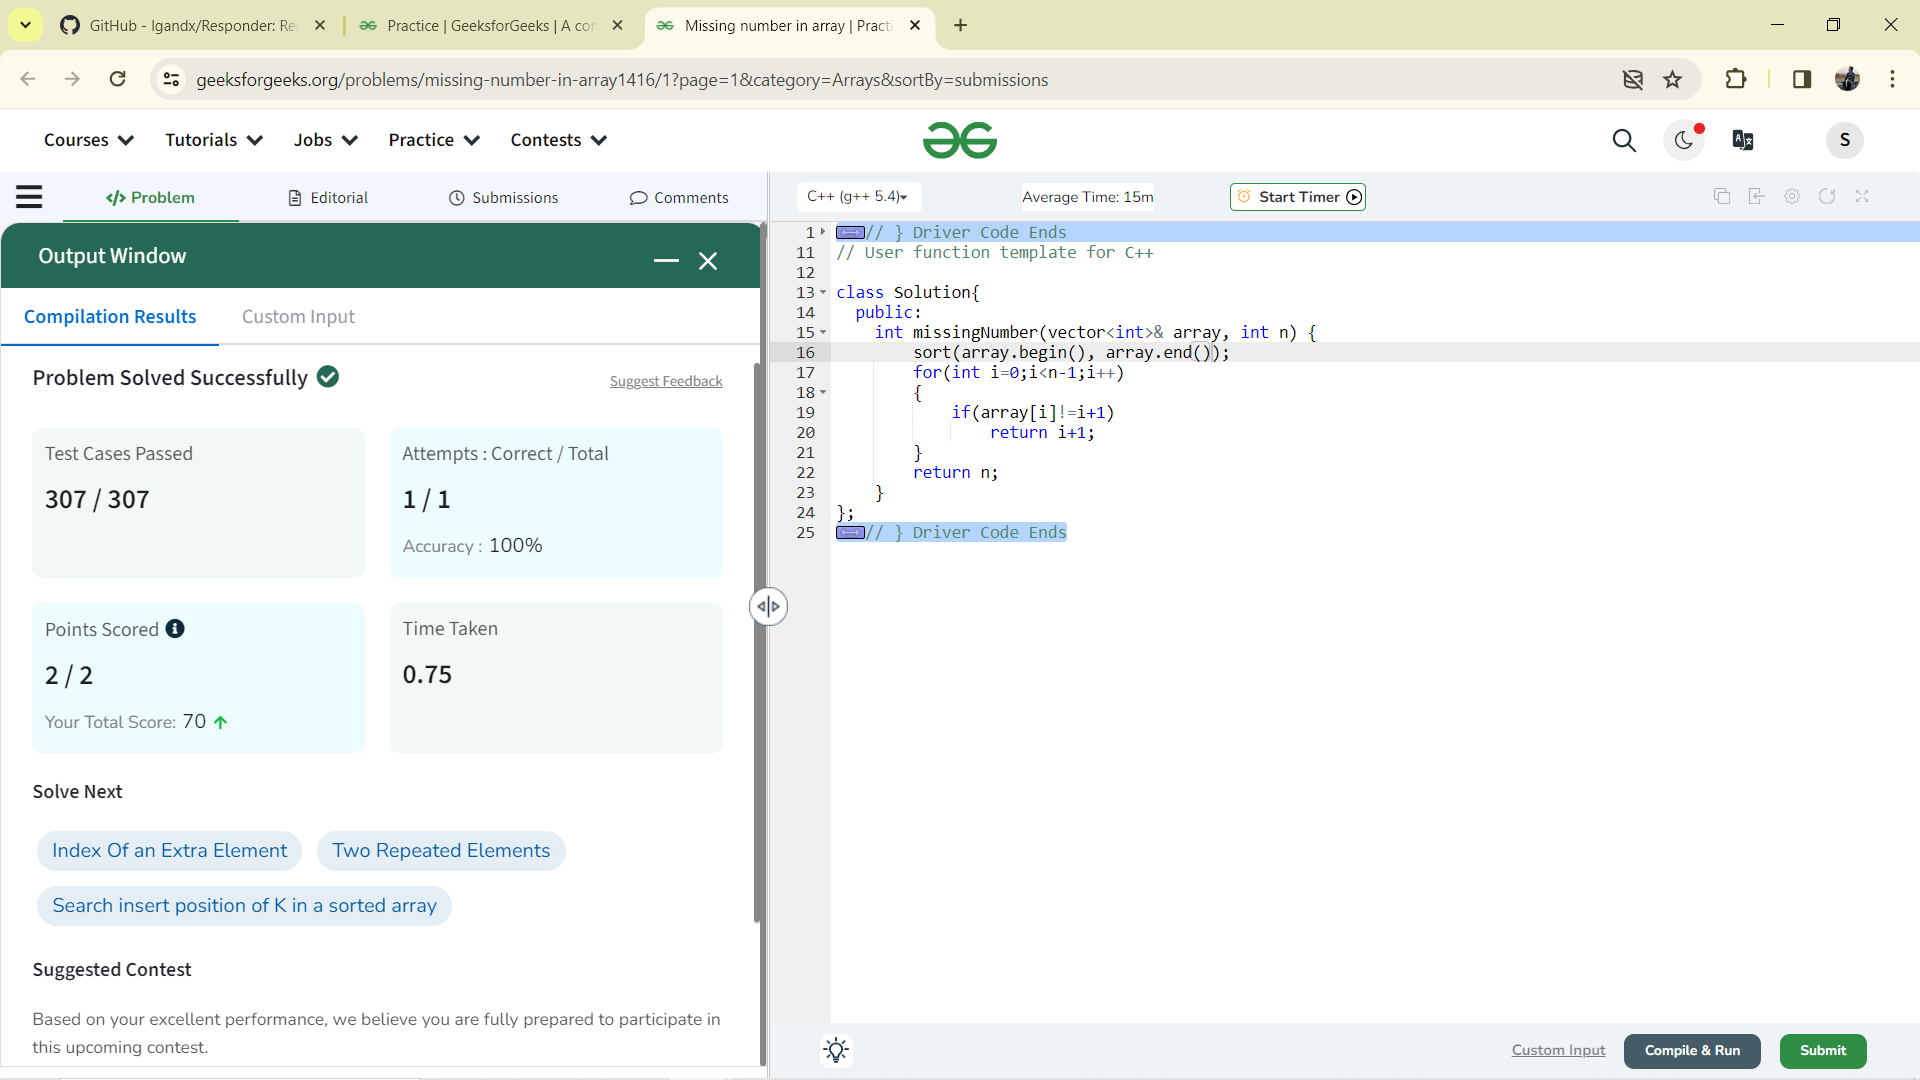 GitHub - lgandx/Responder: Re
Practice | GeeksforGeeks | A co
Missing number in array | Practi
geeksforgeeks.org/problems/missing-number-in-array1416/1?page=1&category=Arrays&sortBy=submissions
Courses Tutorials Jobs Practice Contests
S
Problem Editorial Submissions Comments
C++ (g++ 5.4) Average Time: 15m Start Timer
Output Window
Compilation Results Custom Input
Problem Solved Successfully Suggest Feedback
Test Cases Passed
307 / 307
Attempts : Correct / Total
1 / 1
Accuracy : 100%
Points Scored
2 / 2
Your Total Score: 70
Time Taken
0.75
Solve Next
Index Of an Extra Element Two Repeated Elements
Search insert position of K in a sorted array
Suggested Contest
Based on your excellent performance, we believe you are fully prepared to participate in
this upcoming contest.
1 // } Driver Code Ends
11 // User function template for C++
12
13 class Solution{
14 public:
15 int missingNumber(vector<int>& array, int n) {
16 sort(array.begin(), array.end());
17 for(int i=0;i<n-1;i++)
18 {
19 if(array[i]!=i+1)
20 return i+1;
21 }
22 return n;
23 }
24 };
25 // } Driver Code Ends
Custom Input Compile & Run Submit